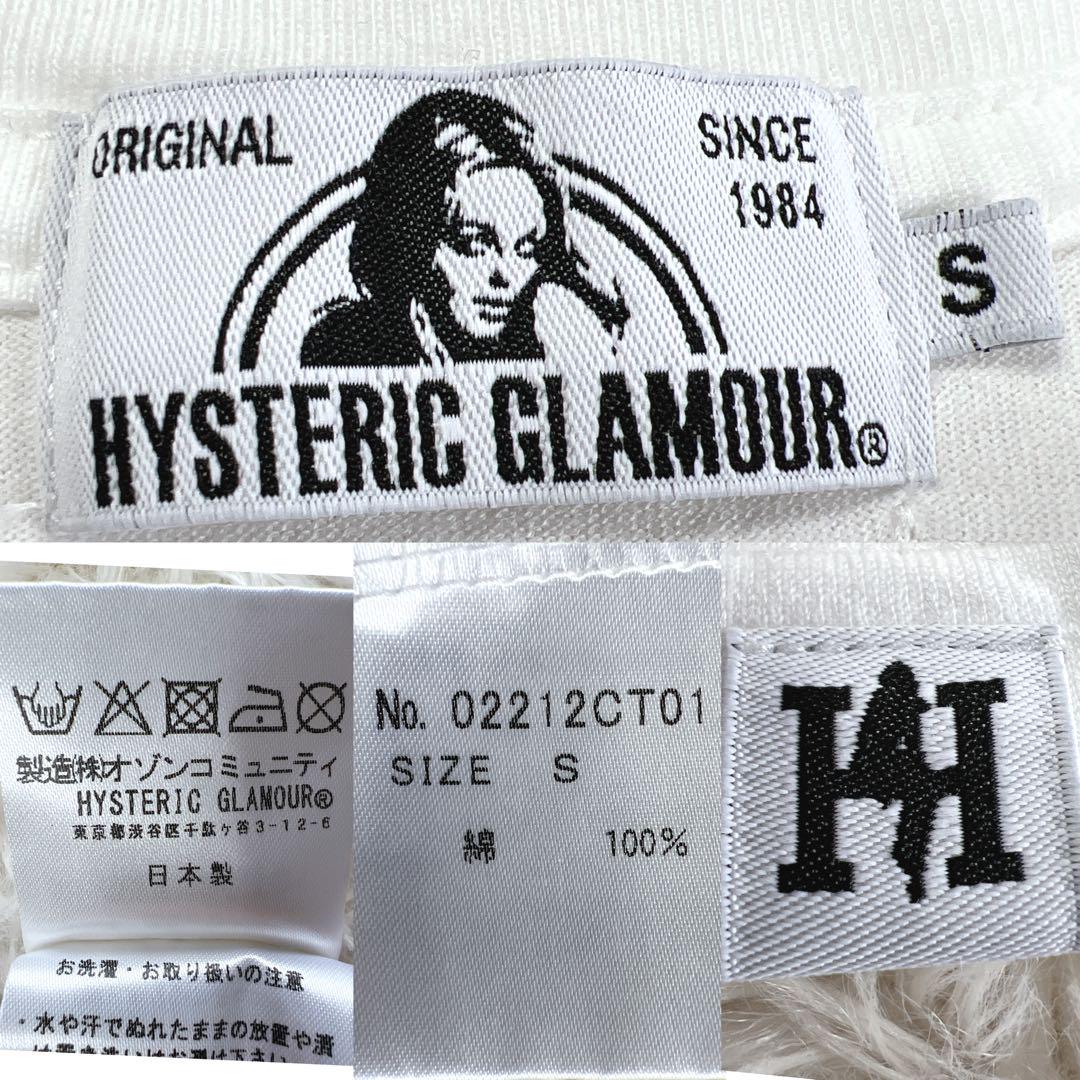 ORIGINAL
SINCE
1984
S
HYSTERIC GLAMOUR®
製造(株)オゾンコミュニティ
HYSTERIC GLAMOUR®
東京都渋谷区千駄ヶ谷3-12-6
日本製
お洗濯・お取り扱いの注意
・水や汗でぬれたままの放置や消
No. 02212CT01
SIZE S
綿 100%
H H